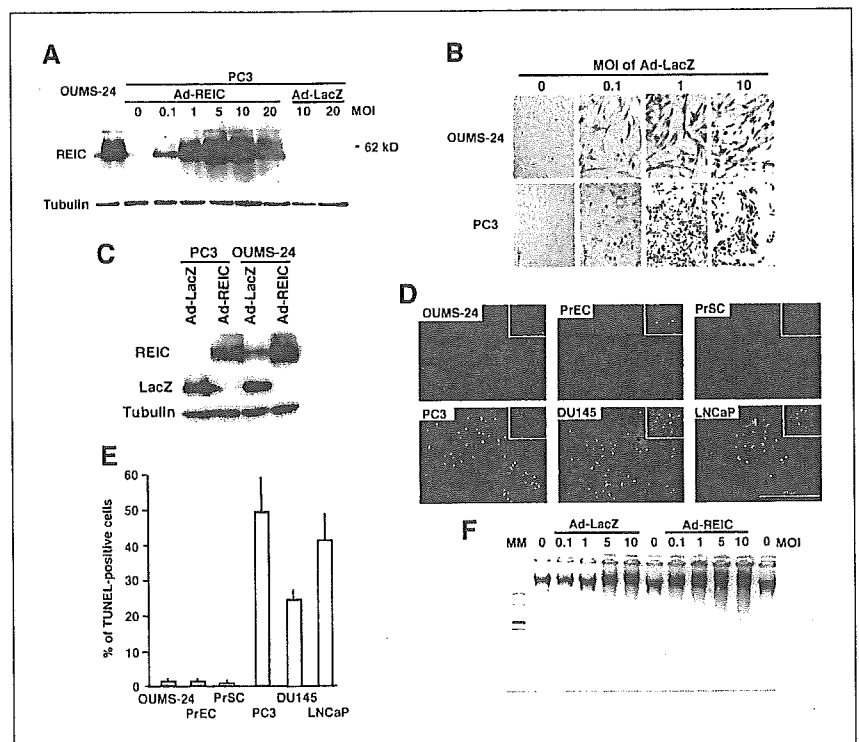 A
PC3
OUMS-24 Ad-REIC Ad-LacZ
0 0.1 1 5 10 20 10 20 MOI
REIC
- 62 kD
Tubulin
B
MOI of Ad-LacZ
0 0.1 1 10
OUMS-24
PC3
C
PC3 OUMS-24
Ad-LacZ Ad-REIC Ad-LacZ Ad-REIC
REIC
LacZ
Tubulin
D
OUMS-24 PrEC PrSC
PC3 DU145 LNCaP
E
% of TUNEL-positive cells
60
50
40
30
20
10
0
OUMS-24 PrSC DU145
PrEC PC3 LNCaP
F
Ad-LacZ Ad-REIC
MM 0 0.1 1 5 10 0 0.1 1 5 10 0 MOI